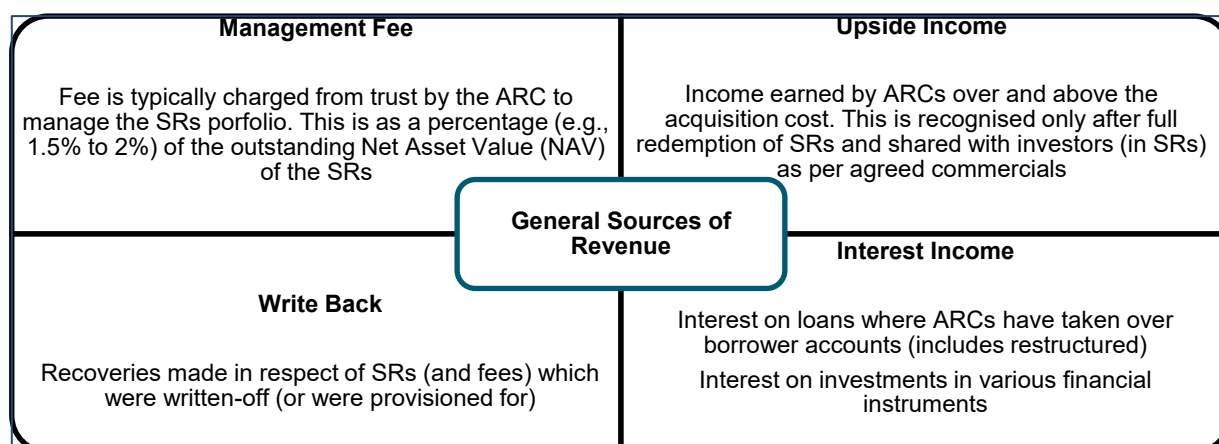 Management Fee
Fee is typically charged from trust by the ARC to
manage the SRs porfolio. This is as a percentage (e.g.,
1.5% to 2%) of the outstanding Net Asset Value (NAV)
of the SRs
Upside Income
Income earned by ARCs over and above the
acquisition cost. This is recognised only after full
redemption of SRs and shared with investors (in SRs)
as per agreed commercials
General Sources of
Revenue
Write Back
Recoveries made in respect of SRs (and fees) which
were written-off (or were provisioned for)
Interest Income
Interest on loans where ARCs have taken over
borrower accounts (includes restructured)
Interest on investments in various financial
instruments